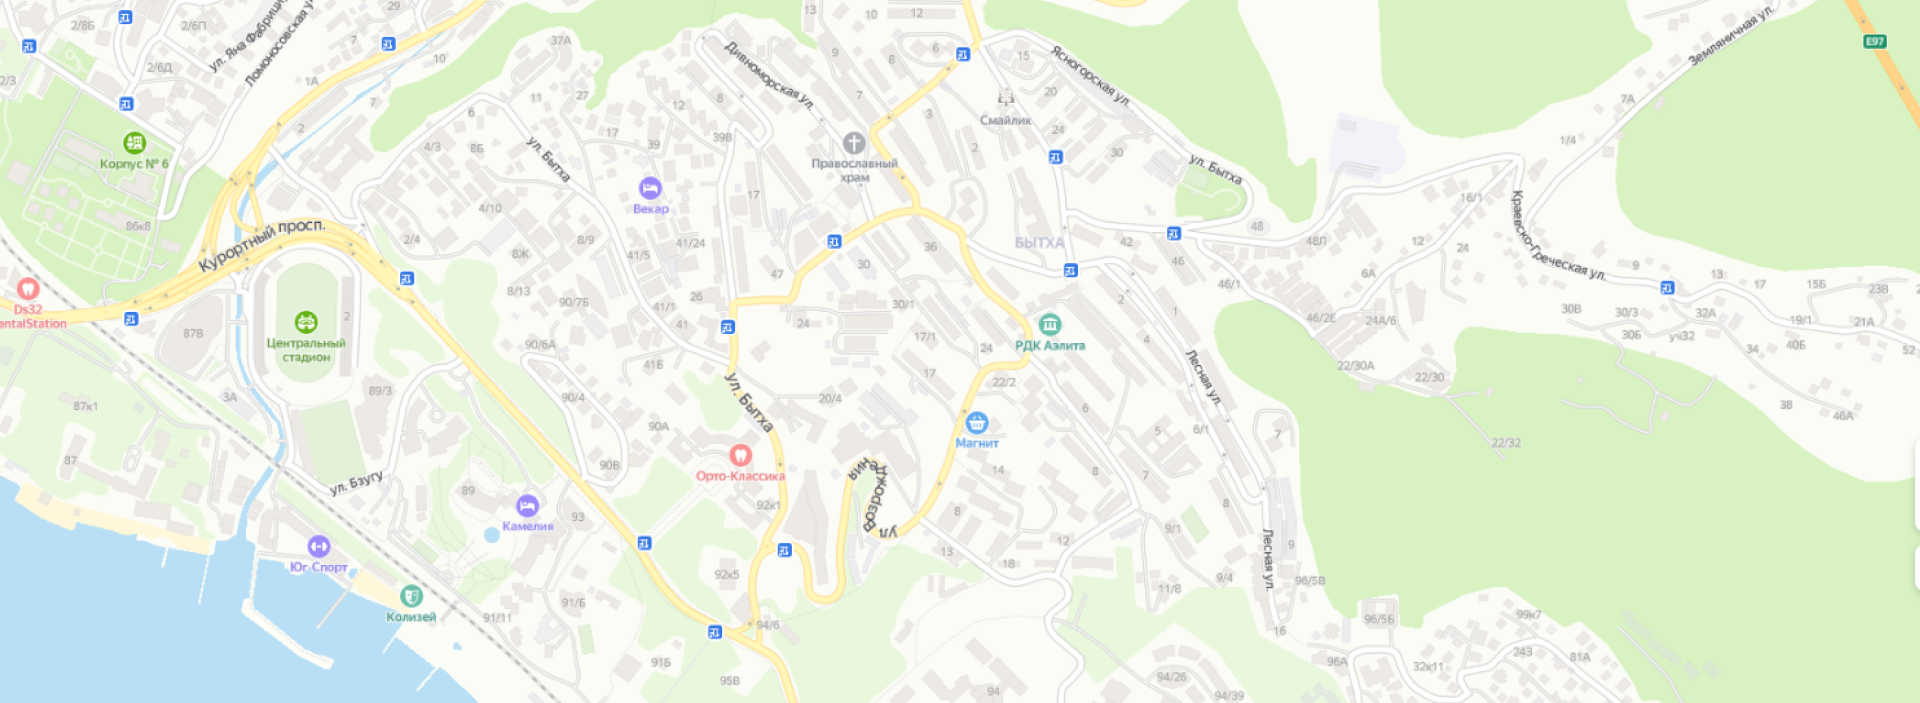 2/8Б
2/6П
ул. Яна Фабрициу
Ломоносовская ул
29
7
10
1А
2/6Д
2/3
7
2
Корпус № 6
86к8
Курортный просп.
37А
11
27
6
4/3
8Б
ул. Бытха
17
39
12
39В
8
Дивноморская ул.
13
10
12
9
8
6
7
3
2
Православный
храм
15
20
Ясногорская ул.
Смайлик
24
30
ул. Бытха
Земляничная ул.
E97
7А
1/4
Краевско-Греческая ул.
16/1
12
24
6А
48
48Л
42
46
46/1
46/2Е
24А/6
22/30А
22/30
22/32
9
13
17
15Б
23В
30В
30/3
32А
30Б
уч32
34
40Б
19/1
21А
52
38
46А
4/10
2/4
8/9
8Ж
8/13
Векар
17
41/24
41/5
41/1
26
41
41Б
47
30
36
БЫТХА
30/1
24
17/1
17
24
22/2
РДК Аэлита
2
1
4
Лесная ул.
6
5
6/1
7
8
7
8
9
9/1
9/4
Лесная ул.
96/5В
16
Ds32
entalStation
87В
2
Центральный
стадион
89/3
3А
87к1
87
ул. Бзугу
90/7Б
90/6А
90/4
90А
90В
ул. Бытха
20/4
Орто-Классика
92к1
Магнит
14
8
13
18
12
11/8
ул
Джорджа
Юг-Спорт
Колизей
89
Камелия
93
91/11
91/Б
91Б
92к5
94/6
95В
94
94/26
94/39
96/5Б
96А
32к11
243
99к7
81А